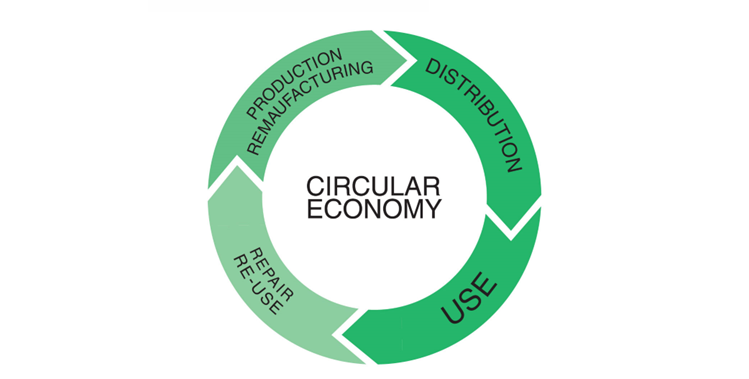 PRODUCTION
REMAUFACTURING
DISTRIBUTION
CIRCULAR
ECONOMY
REPAIR
RE-USE
USE